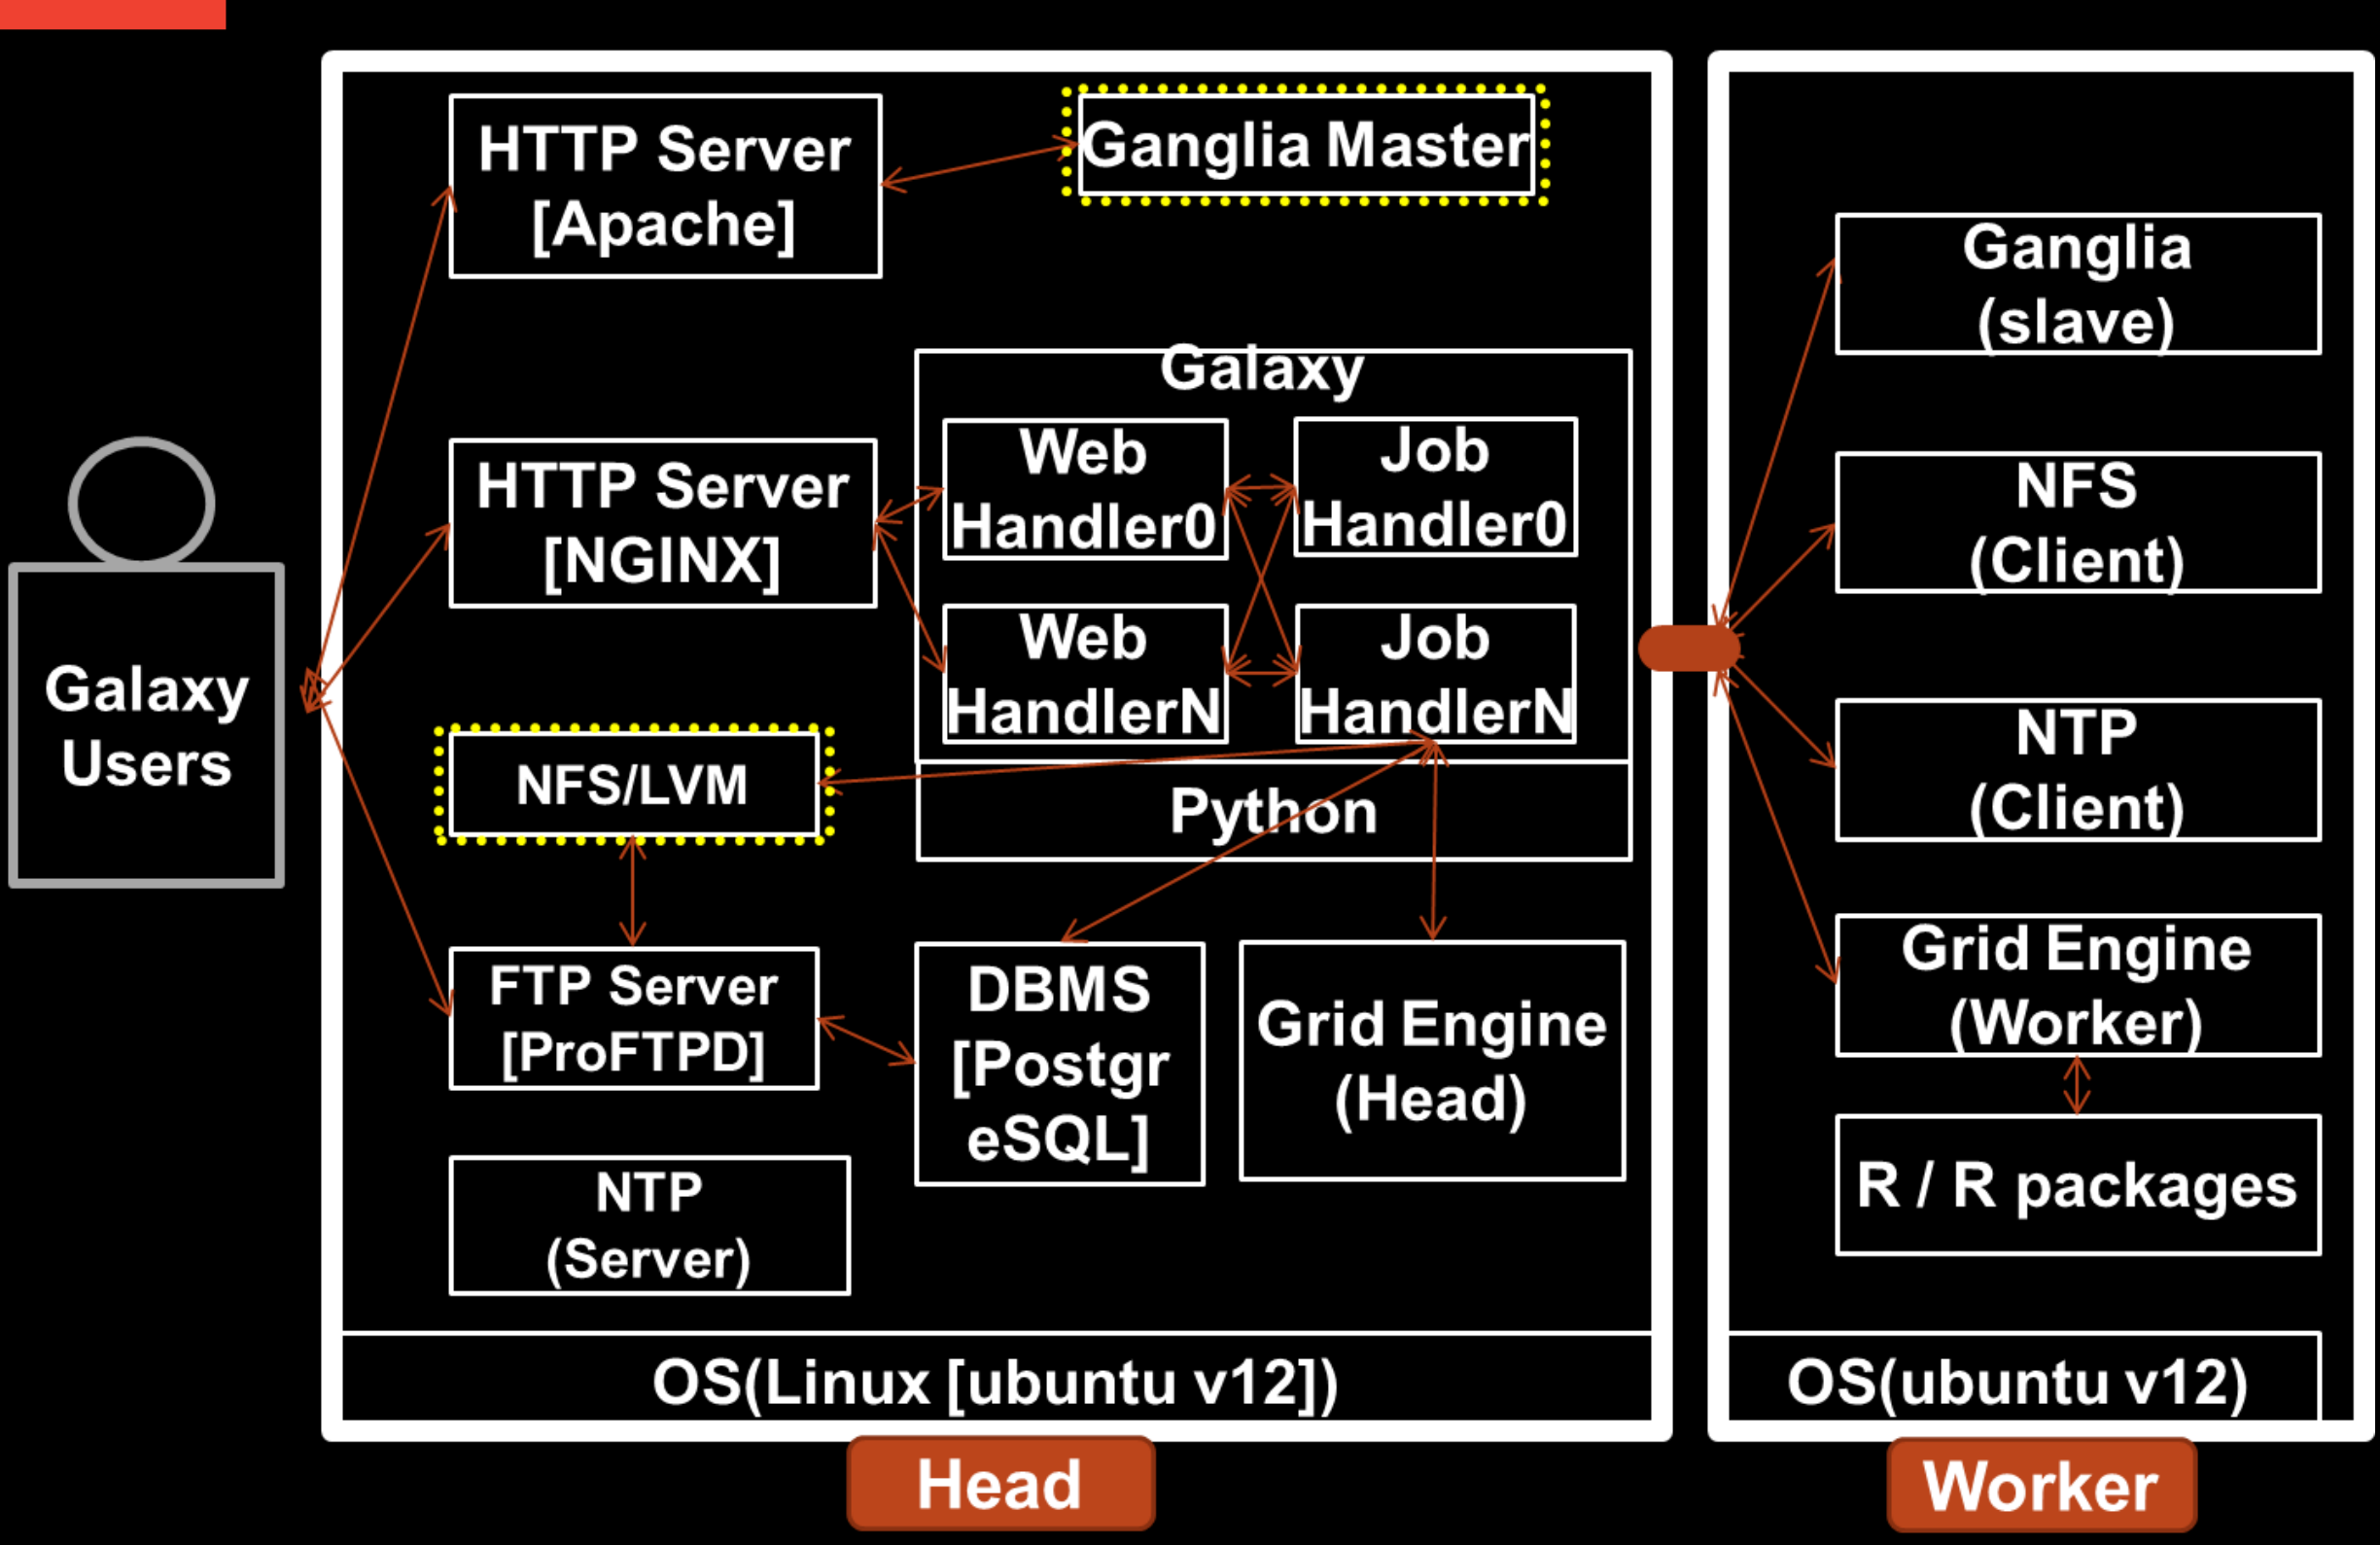 HTTP Server
[Apache]
Ganglia Master
Galaxy
Users
HTTP Server
[NGINX]
Galaxy
Web
Handler0
Job
Handler0
Web
HandlerN
Job
HandlerN
Python
NFS/LVM
FTP Server
[ProFTPD]
DBMS
[Postgr
eSQL]
Grid Engine
(Head)
NTP
(Server)
OS(Linux [ubuntu v12])
Head
Ganglia
(slave)
NFS
(Client)
NTP
(Client)
Grid Engine
(Worker)
R / R packages
OS(ubuntu v12)
Worker